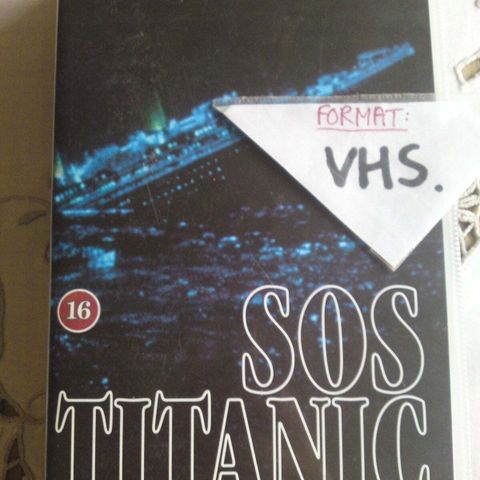 FORMAT:
VHS.
16
SOS
TITANIC